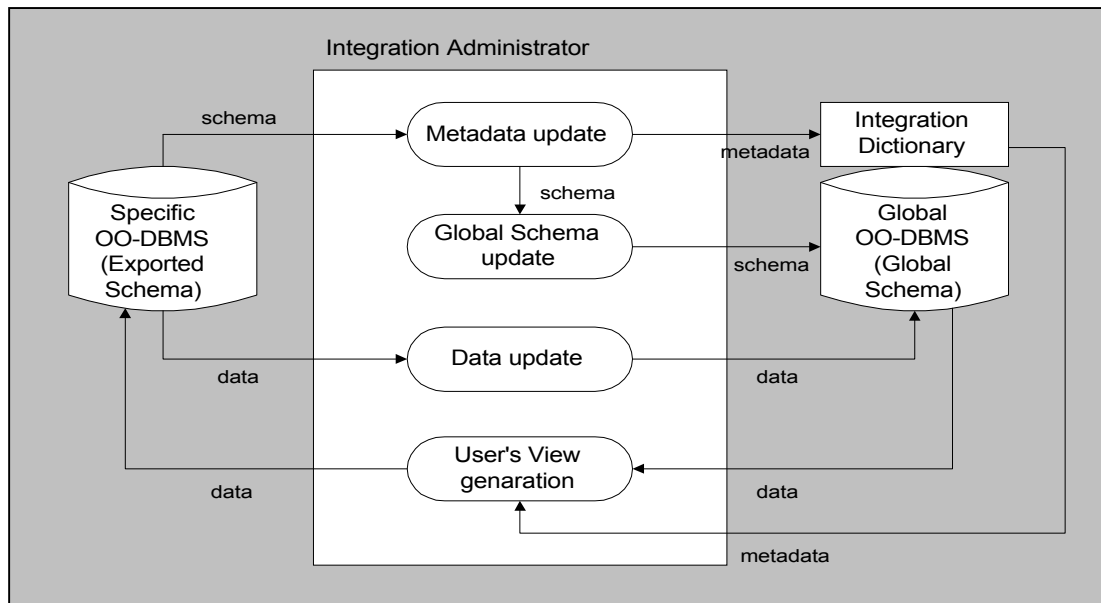 Integration Administrator
schema
Metadata update
metadata
Integration
Dictionary
schema
Specific
OO-DBMS
(Exported
Schema)
Global Schema
update
schema
Global
OO-DBMS
(Global
Schema)
data
Data update
data
data
User's View
genaration
data
metadata